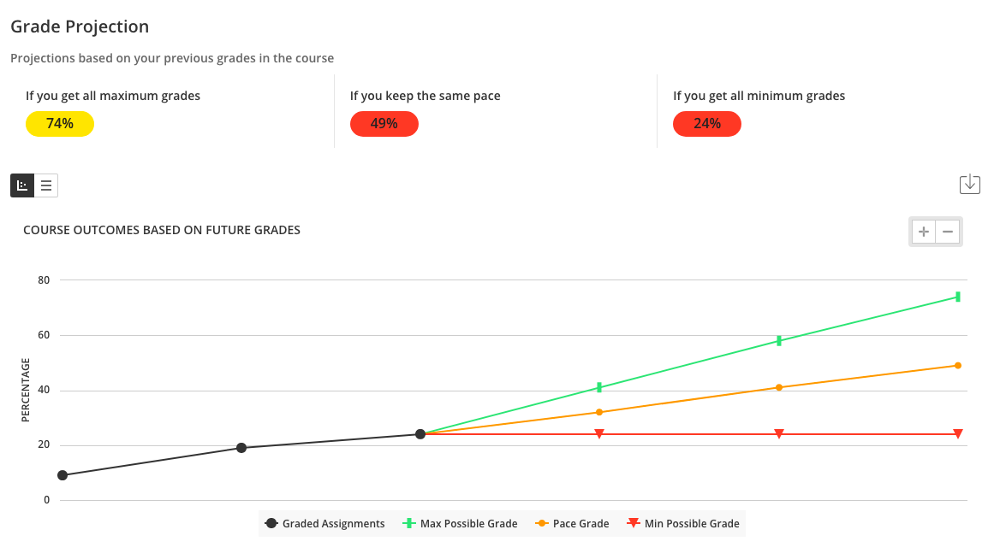 Grade Projection
Projections based on your previous grades in the course
If you get all maximum grades
74%
If you keep the same pace
49%
If you get all minimum grades
24%
COURSE OUTCOMES BASED ON FUTURE GRADES
80
60
40
20
0
PERCENTAGE
Graded Assignments
Max Possible Grade
Pace Grade
Min Possible Grade